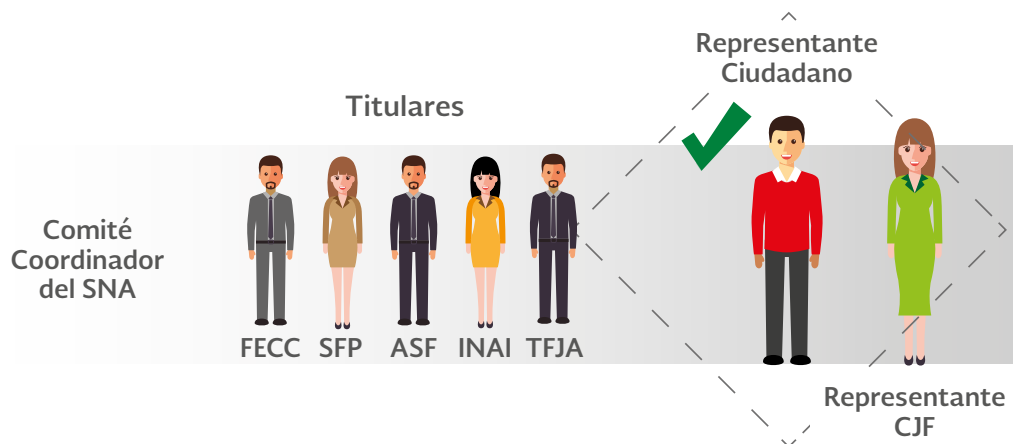 Representante
Ciudadano
Titulares
Comité
Coordinador
del SNA
FECC SFP ASF INAI TFJA
Representante
CJF